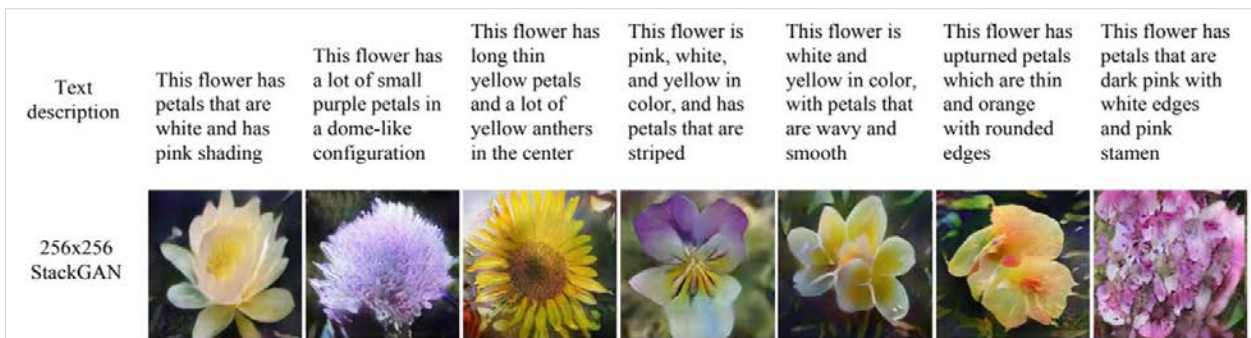 Text
description
This flower has
petals that are
white and has
pink shading
This flower has
a lot of small
purple petals in
a dome-like
configuration
This flower has
long thin
yellow petals
and a lot of
yellow anthers
in the center
This flower is
pink, white,
and yellow in
color, and has
petals that are
striped
This flower is
white and
yellow in color,
with petals that
are wavy and
smooth
This flower has
upturned petals
which are thin
and orange
with rounded
edges
This flower has
petals that are
dark pink with
white edges
and pink
stamen
256x256
StackGAN